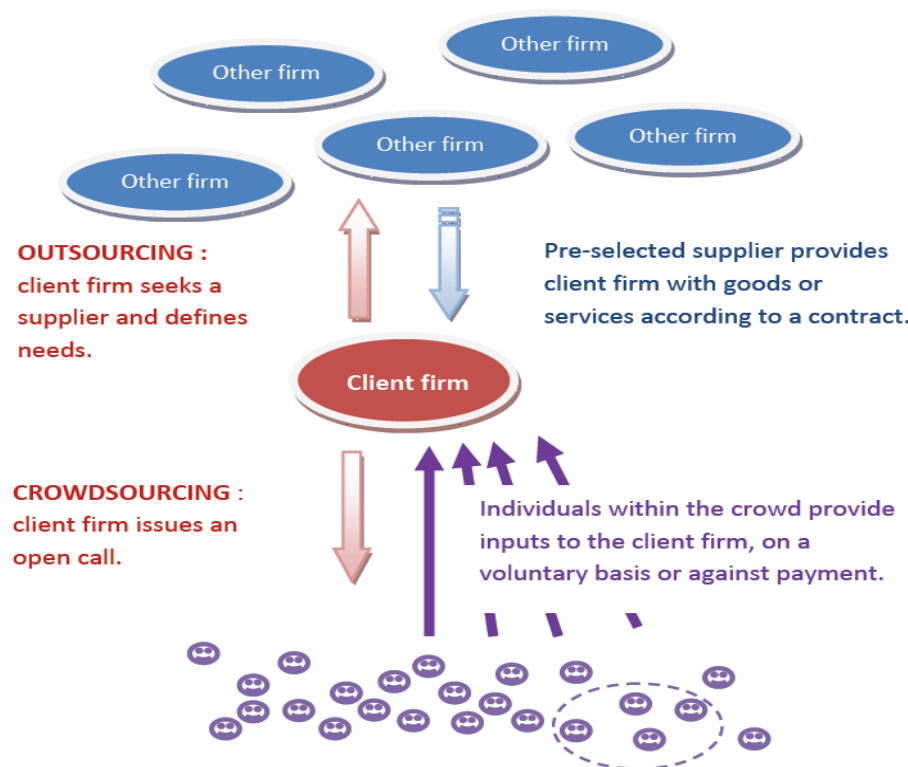 Other firm
Other firm
Other firm
Other firm
Other firm
OUTSOURCING :
client firm seeks a
supplier and defines
needs.
Pre-selected supplier provides
client firm with goods or
services according to a contract.
Client firm
CROWDSOURCING :
client firm issues an
open call.
Individuals within the crowd provide
inputs to the client firm, on a
voluntary basis or against payment.